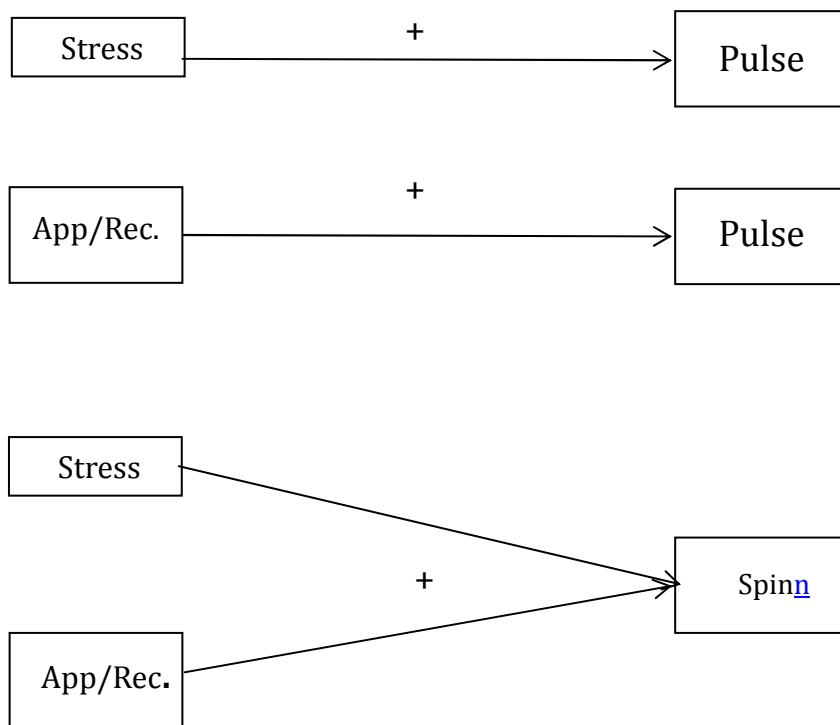 +
Stress
Pulse
+
App/Rec.
Pulse
Stress
+
Spinn
App/Rec.